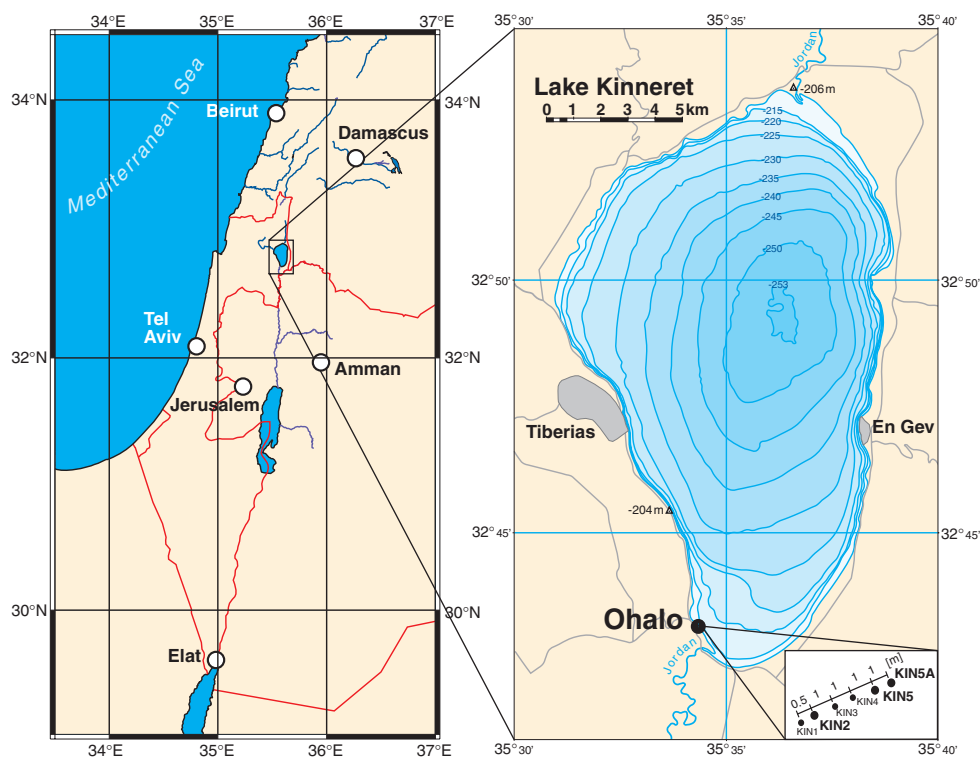 34°E 35°E 36°E 37°E
34°N
34°N
32°N
32°N
30°N
30°N
34°E 35°E 36°E 37°E
Mediterranean Sea
Beirut
Damascus
Tel
Aviv
Amman
Jerusalem
Elat
35°30' 35°35' 35°40'
Jordan
Lake Kinneret
0 1 2 3 4 5 km
-206 m
-215
-220
-225
-230
-235
-240
-245
-250
-253
32°50'
32°50'
Tiberias
En Gev
-204 m
32°45'
32°45'
Ohalo
Jordan
0.5 1 1 1 1 [m]
KIN5A
KIN5
KIN4
KIN3
KIN2
KIN1
35°30' 35°35' 35°40'